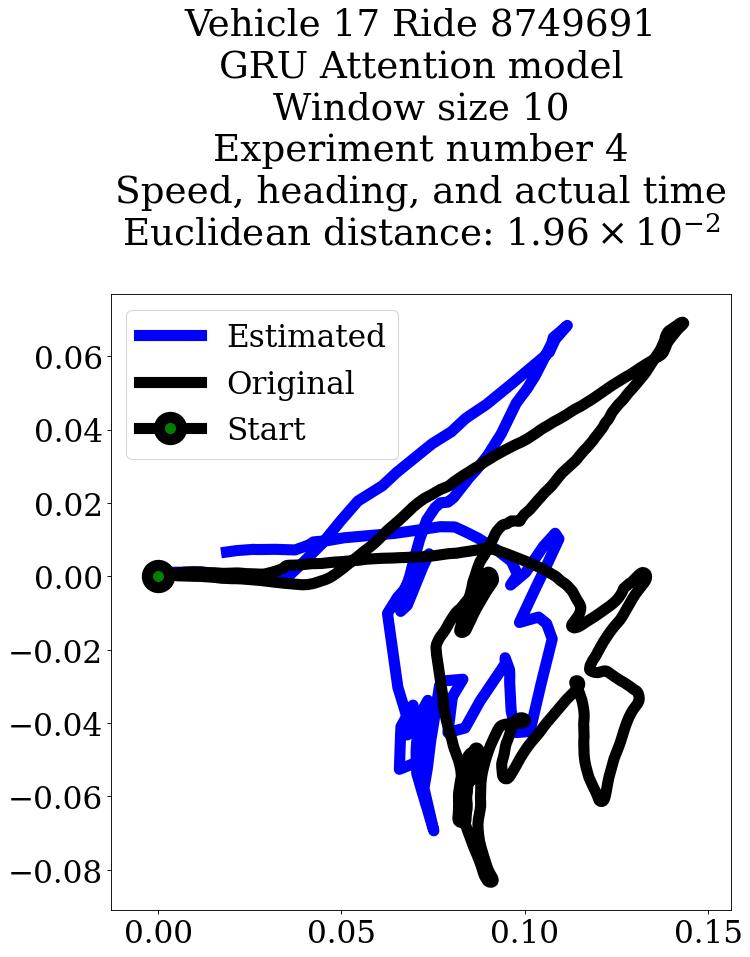 Vehicle 17 Ride 8749691
GRU Attention model
Window size 10
Experiment number 4
Speed, heading, and actual time
Euclidean distance: 1.96 × 10⁻²
Estimated
Original
Start
0.06
0.04
0.02
0.00
−0.02
−0.04
−0.06
−0.08
0.00 0.05 0.10 0.15